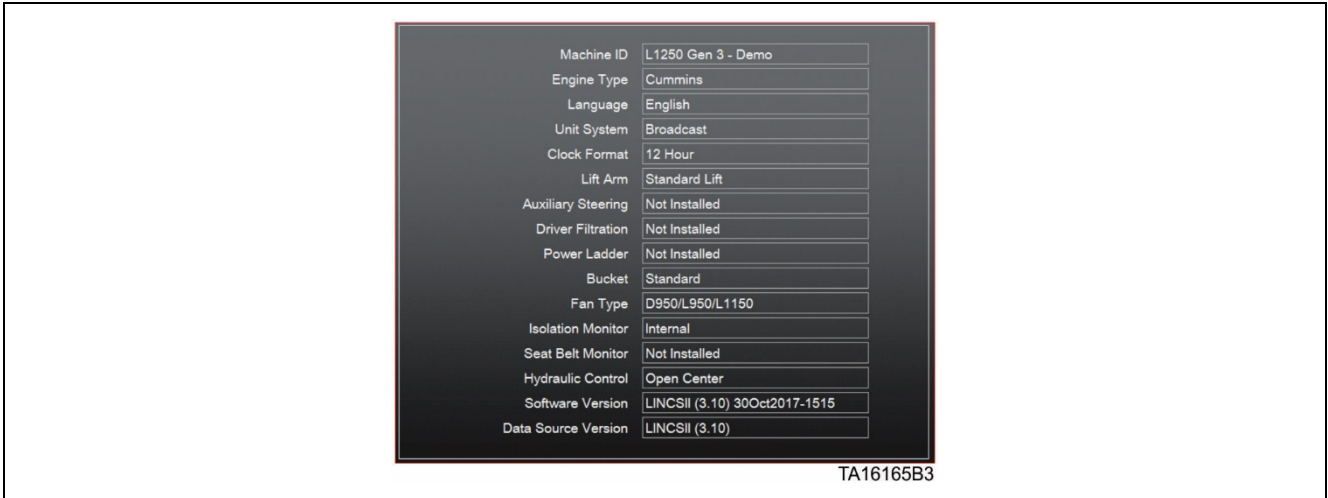 Machine ID L1250 Gen 3 - Demo
Engine Type Cummins
Language English
Unit System Broadcast
Clock Format 12 Hour
Lift Arm Standard Lift
Auxiliary Steering Not Installed
Driver Filtration Not Installed
Power Ladder Not Installed
Bucket Standard
Fan Type D950/L950/L1150
Isolation Monitor Internal
Seat Belt Monitor Not Installed
Hydraulic Control Open Center
Software Version LINCSII (3.10) 30Oct2017-1515
Data Source Version LINCSII (3.10)
TA16165B3